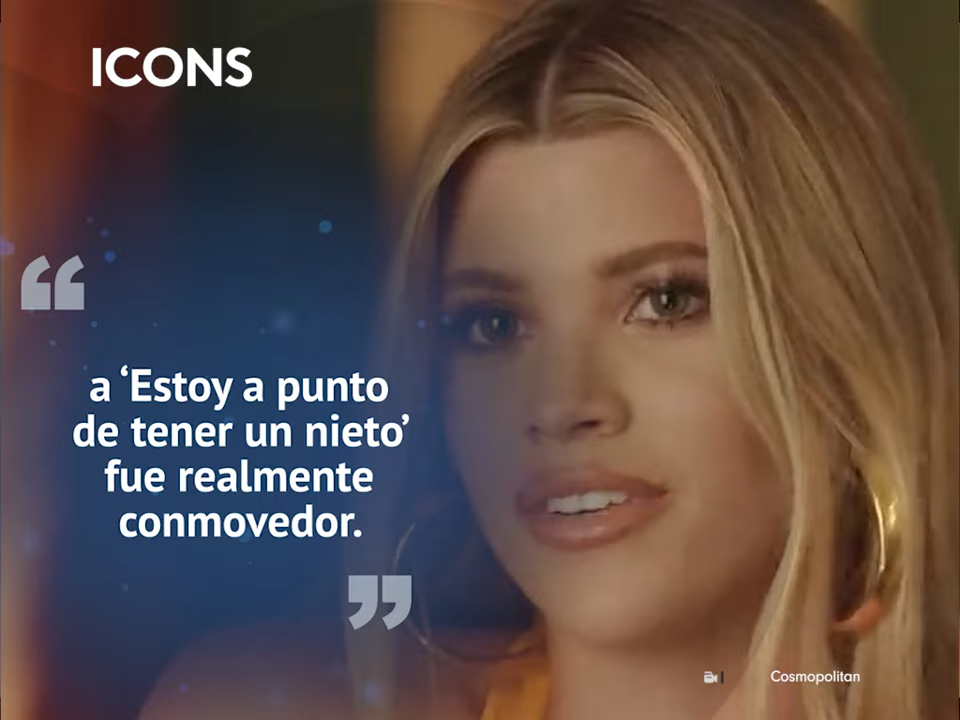 ICONS
“
a ‘Estoy a punto
de tener un nieto’
fue realmente
conmovedor.
”
Cosmopolitan